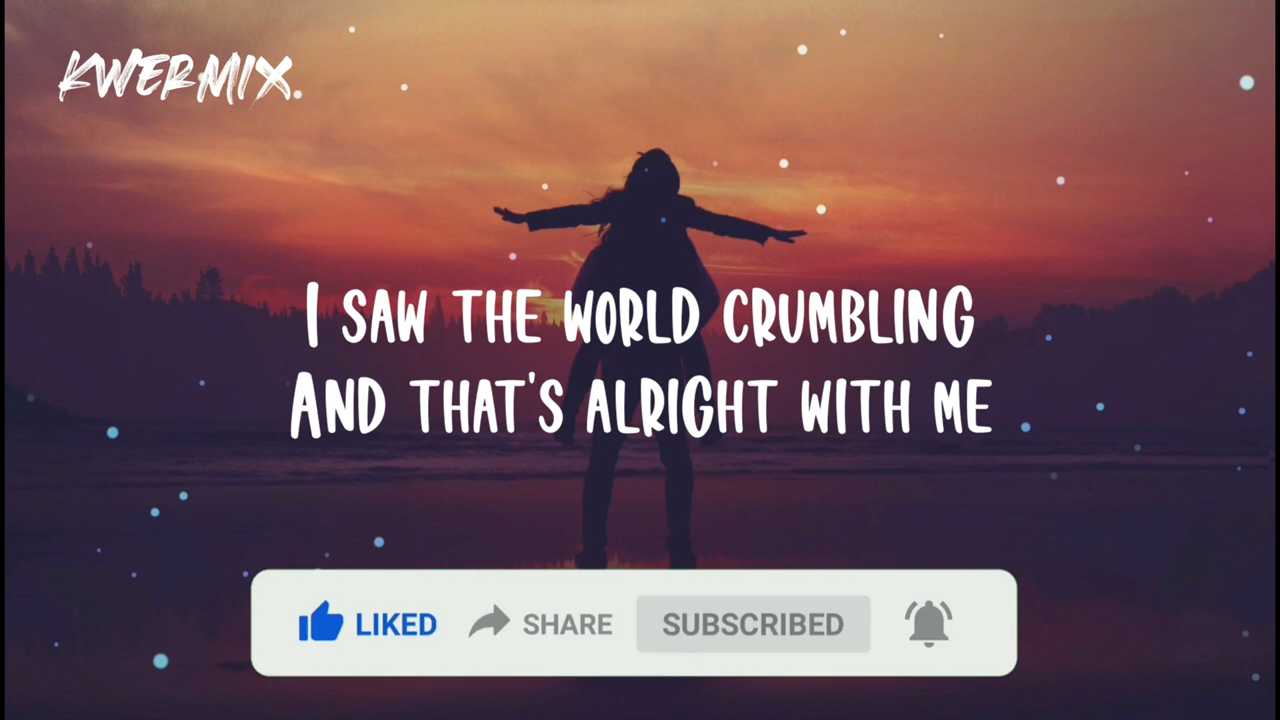 KWERMIX
I SAW THE WORLD CRUMBLING
AND THAT'S ALRIGHT WITH ME
LIKED SHARE SUBSCRIBED